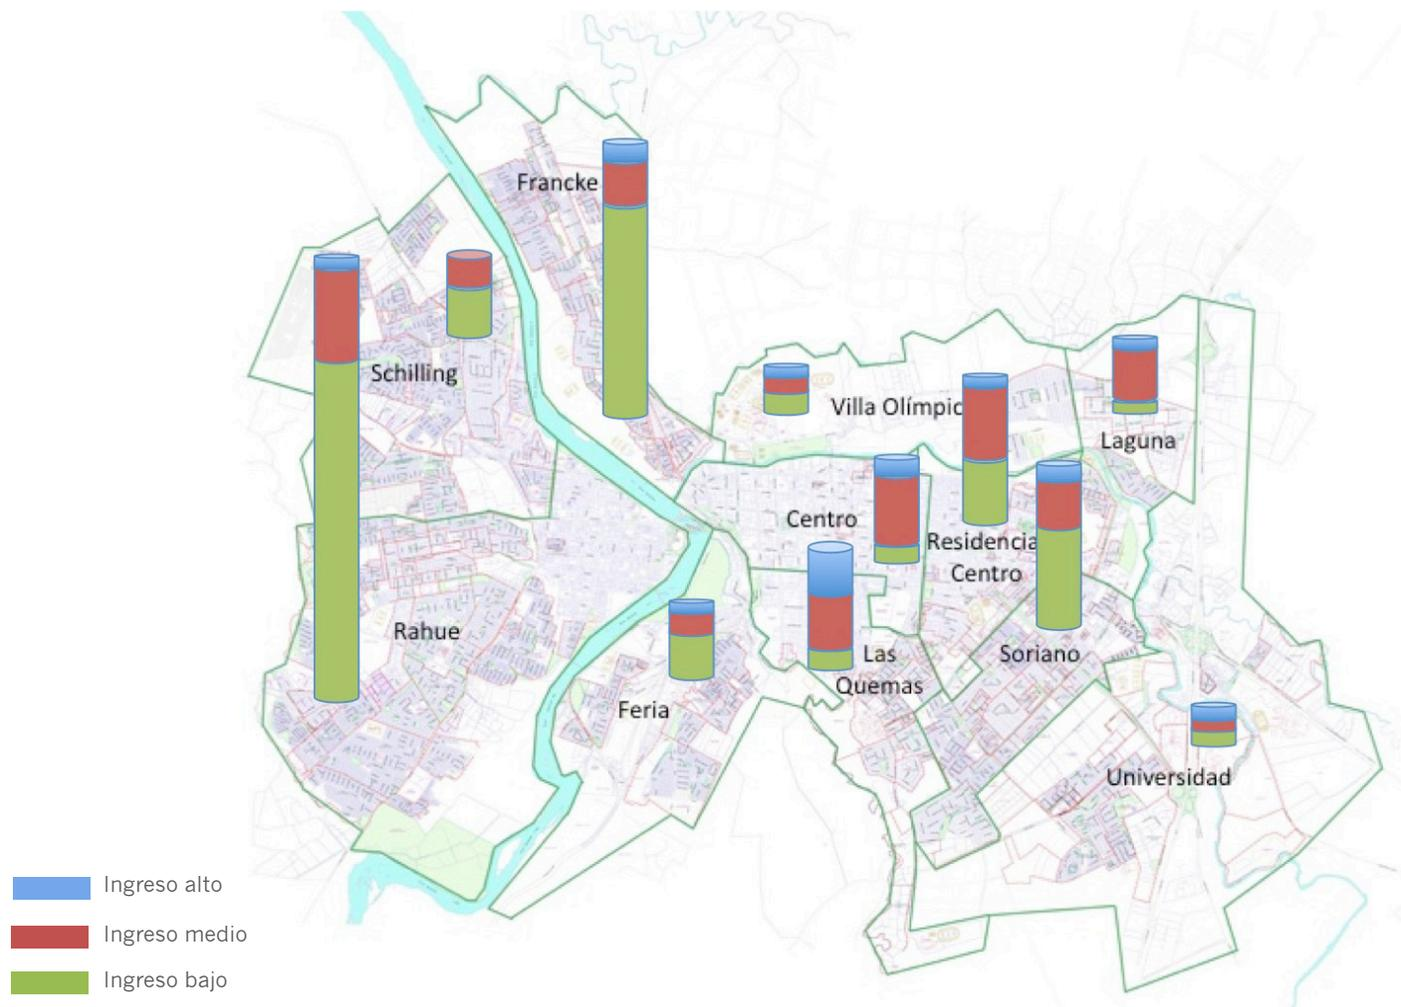 Francke
Schilling
Villa Olímpic
Laguna
Centro
Residencia
Centro
Rahue
Las
Quemas
Soriano
Feria
Universidad
Ingreso alto
Ingreso medio
Ingreso bajo